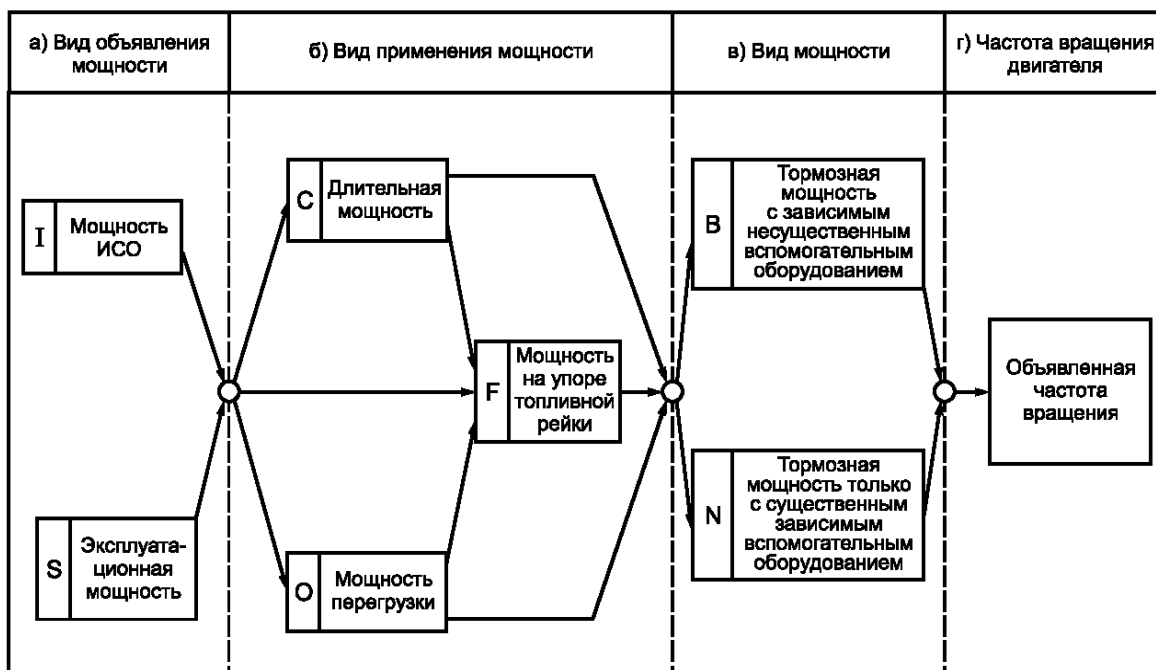 а) Вид объявления
мощности
б) Вид применения мощности
в) Вид мощности
г) Частота вращения
двигателя
I
Мощность
ИСО
S
Эксплуата-
ционная
мощность
C
Длительная
мощность
F
Мощность
на упоре
топливной
рейки
O
Мощность
перегрузки
B
Тормозная
мощность
с зависимым
несущественным
вспомогательным
оборудованием
N
Тормозная
мощность только
с существенным
зависимым
вспомогательным
оборудованием
Объявленная
частота
вращения